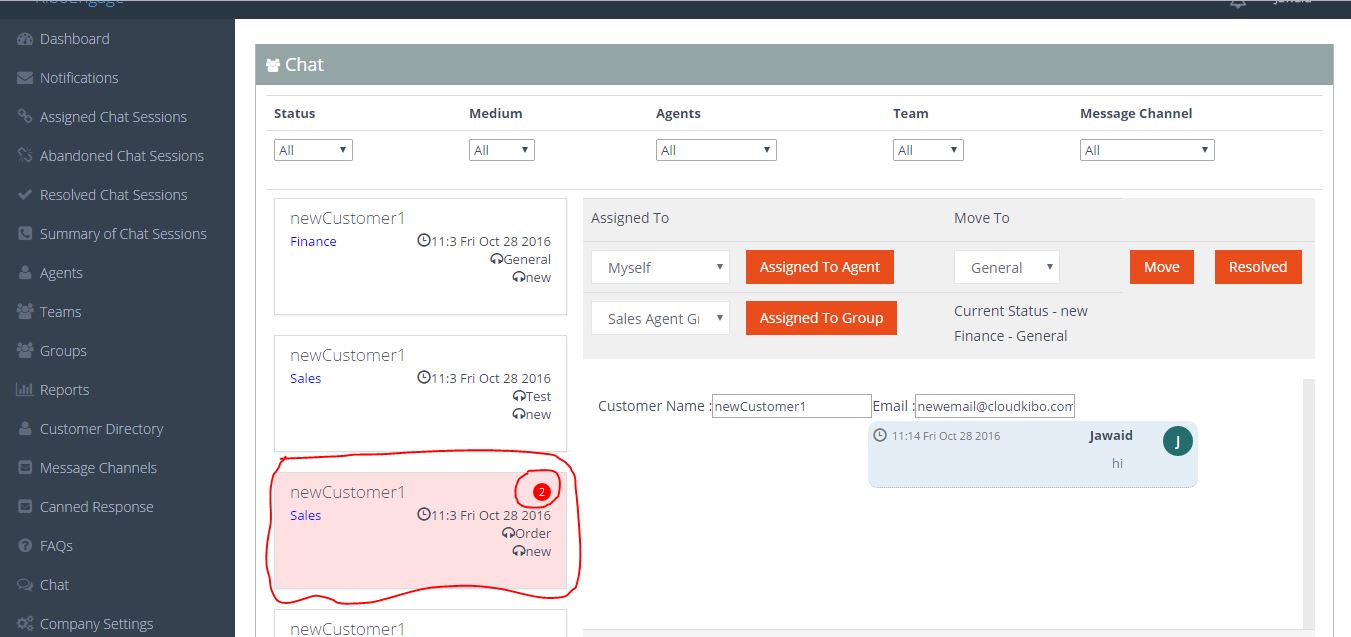 KiboEngage
Jawaid
Dashboard
Notifications
Assigned Chat Sessions
Abandoned Chat Sessions
Resolved Chat Sessions
Summary of Chat Sessions
Agents
Teams
Groups
Reports
Customer Directory
Message Channels
Canned Response
FAQs
Chat
Company Settings
Chat
Status Medium Agents Team Message Channel
All All All All All
newCustomer1
Finance 11:3 Fri Oct 28 2016
General
new
newCustomer1
Sales 11:3 Fri Oct 28 2016
Test
new
newCustomer1 2
Sales 11:3 Fri Oct 28 2016
Order
new
newCustomer1
Assigned To Move To
Myself Assigned To Agent General Move Resolved
Sales Agent Gr Assigned To Group Current Status - new
Finance - General
Customer Name : newCustomer1 Email : newemail@cloudkibo.com
11:14 Fri Oct 28 2016 Jawaid J
hi